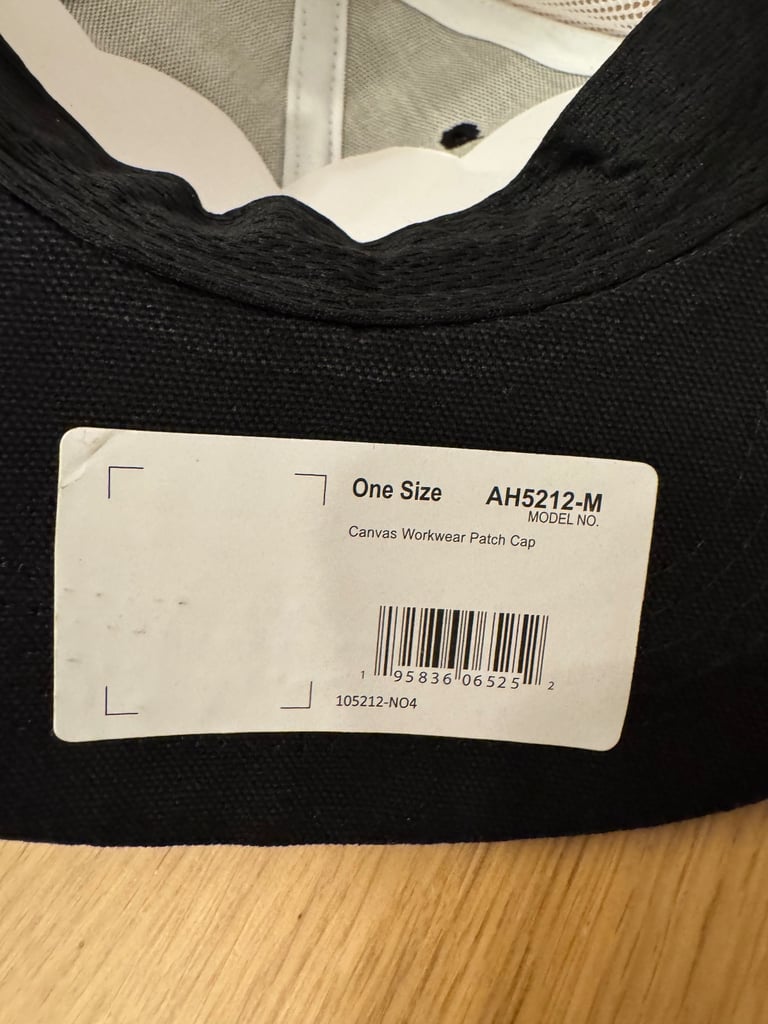 One Size AH5212-M
MODEL NO.
Canvas Workwear Patch Cap
1 95836 06525 2
105212-NO4